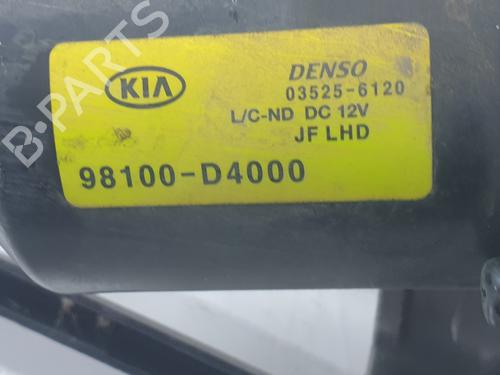 KIA
DENSO
03525-6120
L/C-ND DC 12V
JF LHD
98100-D4000
B-PARTS